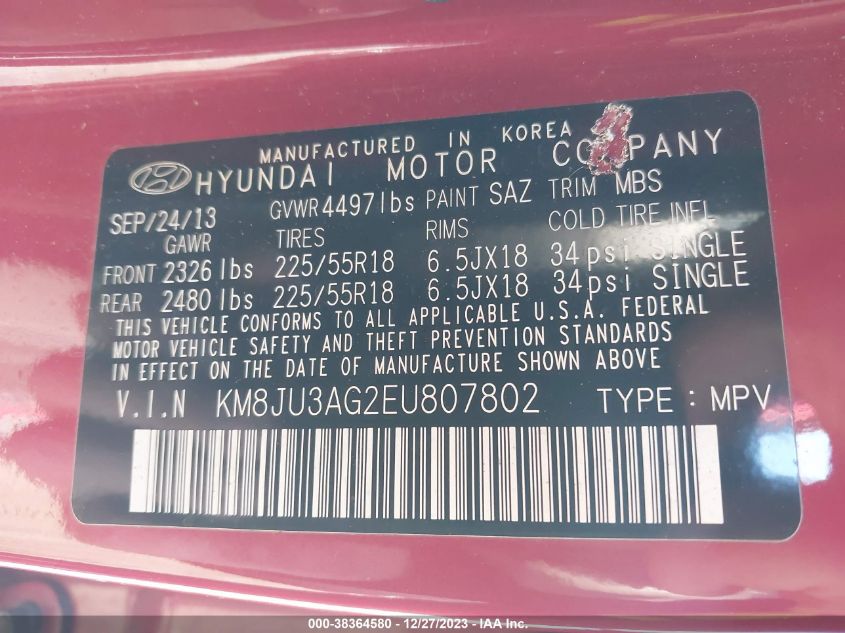 MANUFACTURED IN KOREA
HYUNDAI MOTOR COMPANY
SEP/24/13 GVWR 4497lbs PAINT SAZ TRIM MBS
GAWR TIRES RIMS COLD TIRE INFL
FRONT 2326 lbs 225/55R18 6.5JX18 34psi SINGLE
REAR 2480 lbs 225/55R18 6.5JX18 34psi SINGLE
THIS VEHICLE CONFORMS TO ALL APPLICABLE U.S.A. FEDERAL
MOTOR VEHICLE SAFETY AND THEFT PREVENTION STANDARDS
IN EFFECT ON THE DATE OF MANUFACTURE SHOWN ABOVE
V.I.N KM8JU3AG2EU807802 TYPE : MPV
000-38364580 - 12/27/2023 - IAA Inc.